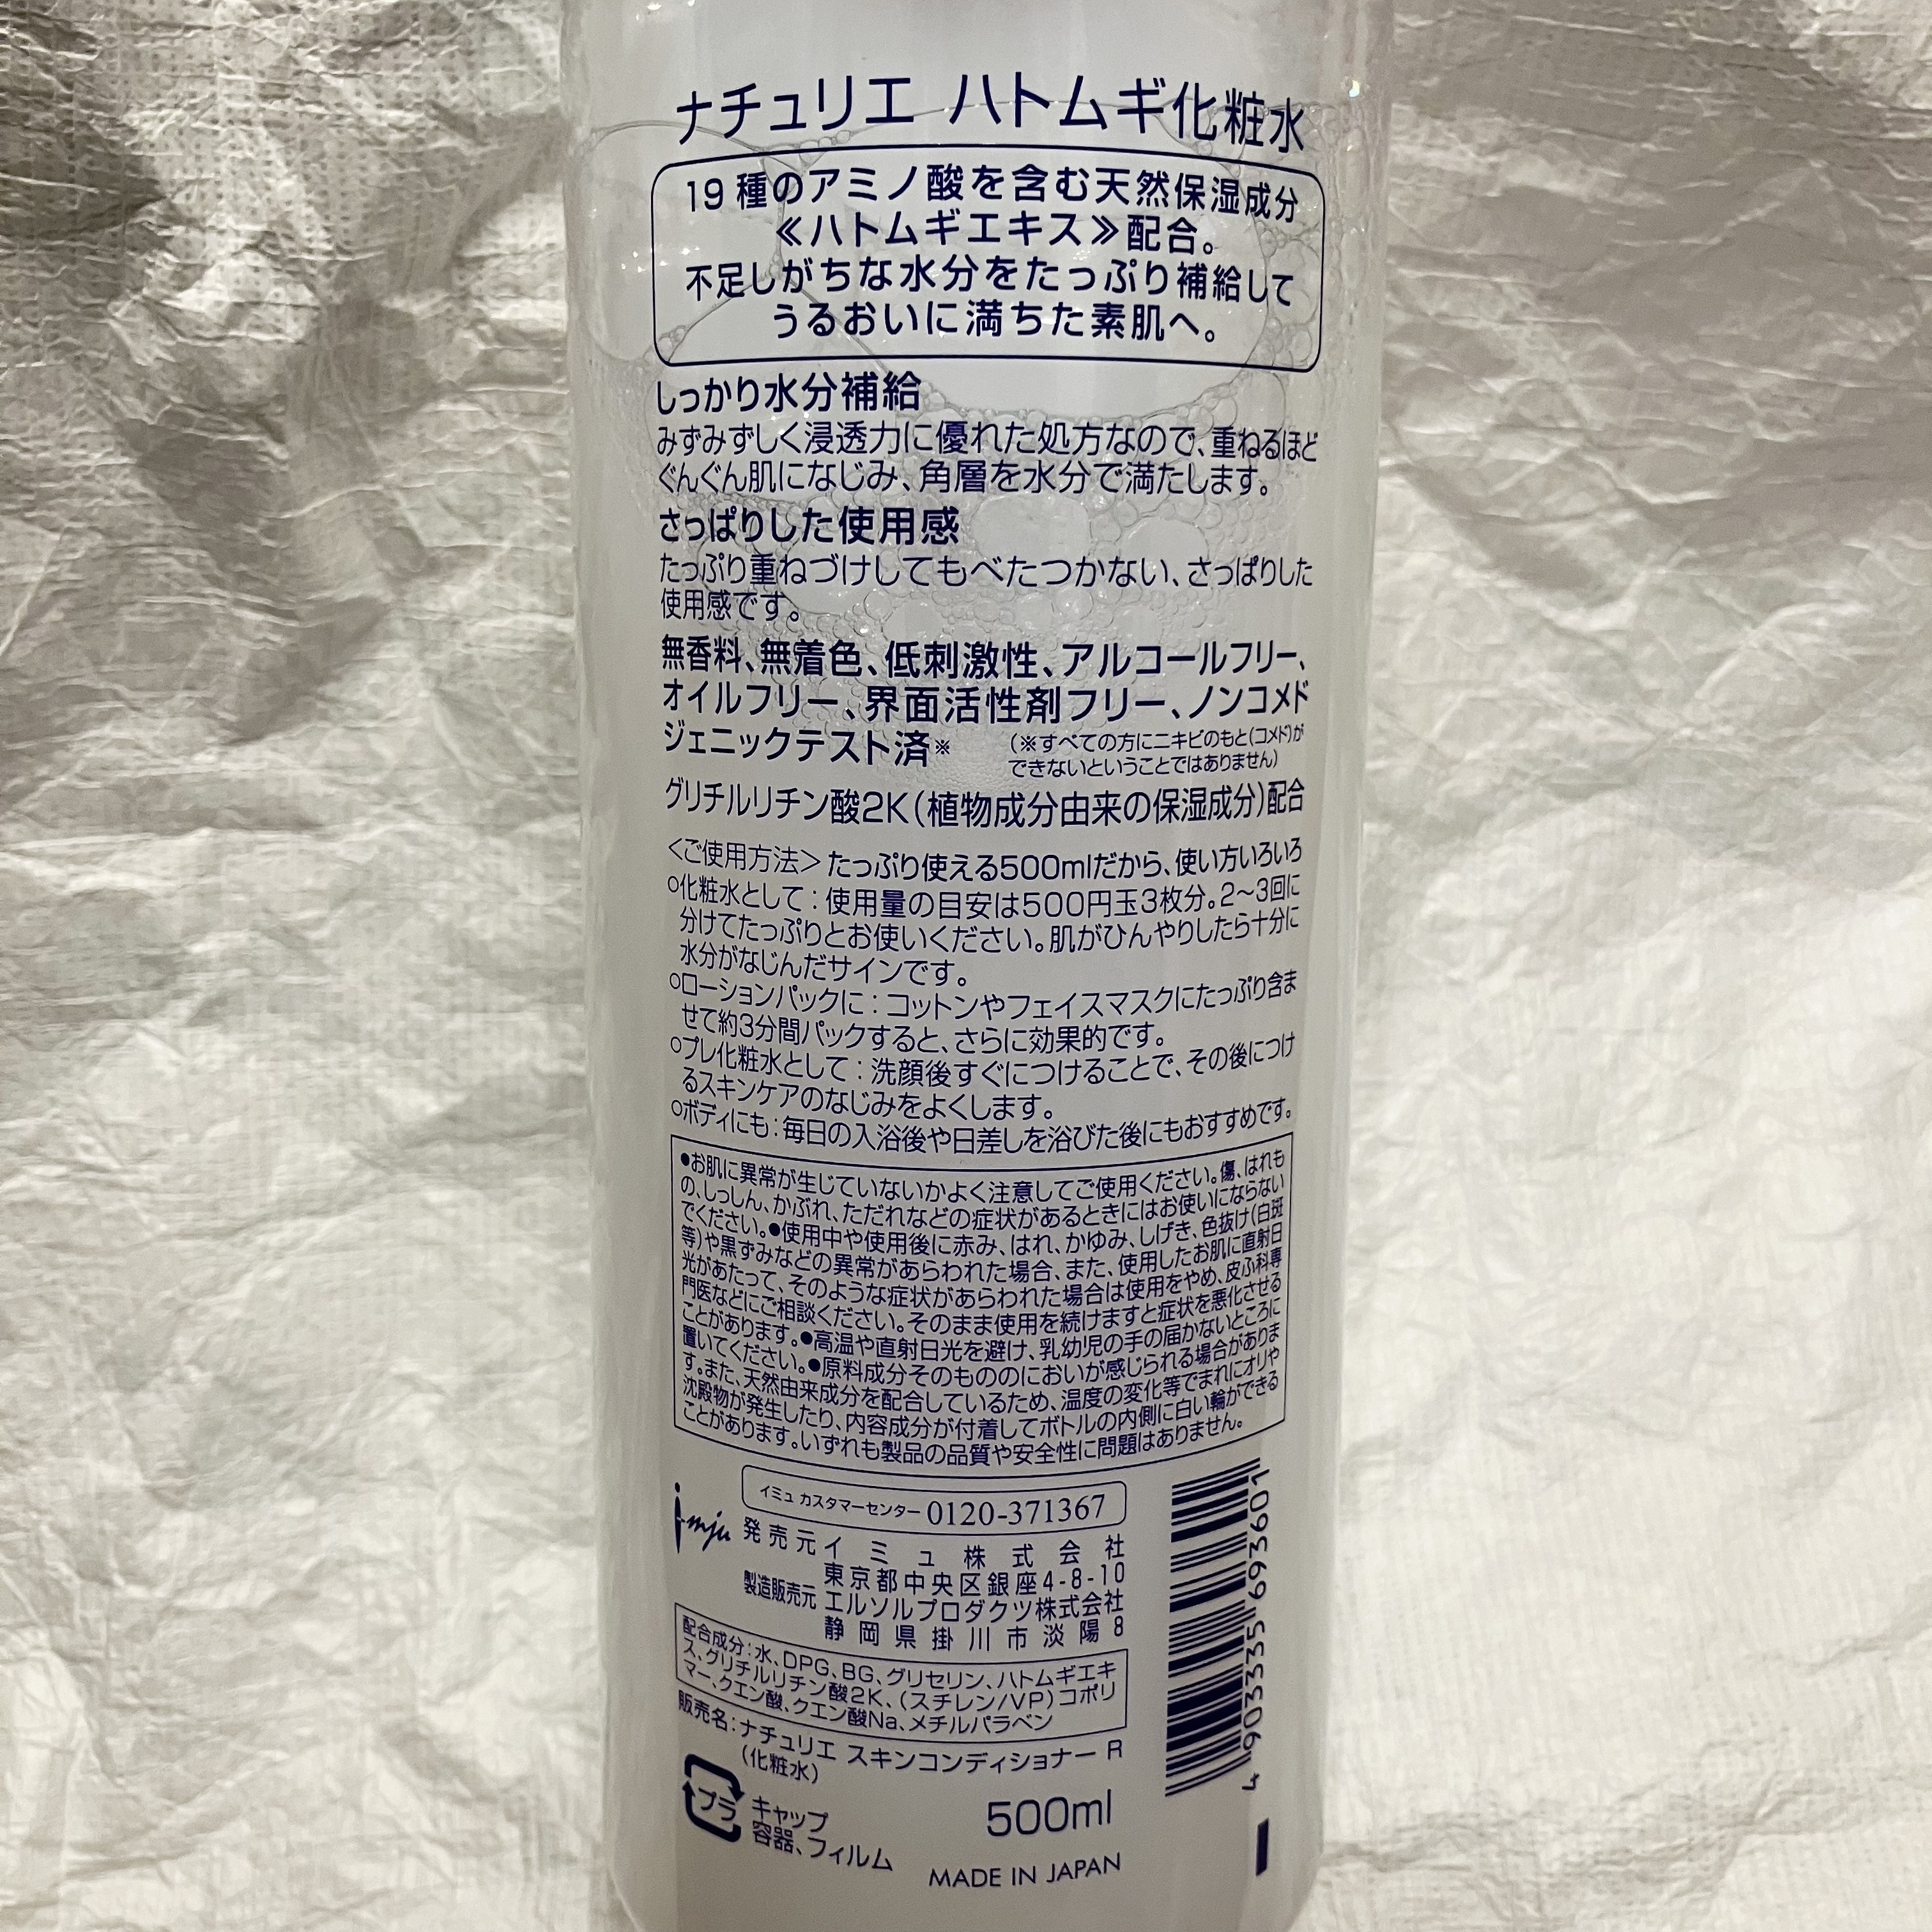 ナチュリエ ハトムギ化粧水
19種のアミノ酸を含む天然保湿成分
≪ハトムギエキス≫配合。
不足しがちな水分をたっぷり補給して
うるおいに満ちた素肌へ。
しっかり水分補給
みずみずしく浸透力に優れた処方なので、重ねるほど
ぐんぐん肌になじみ、角層を水分で満たします。
さっぱりした使用感
たっぷり重ねづけしてもべたつかない、さっぱりした
使用感です。
無香料、無着色、低刺激性、アルコールフリー、
オイルフリー、界面活性剤フリー、ノンコメド
ジェニックテスト済※
(※すべての方にニキビのもと(コメド)が
できないということではありません)
グリチルリチン酸2K(植物成分由来の保湿成分)配合
<ご使用方法>たっぷり使える500mlだから、使い方いろいろ
○化粧水として:使用量の目安は500円玉3枚分。2〜3回に
分けてたっぷりとお使いください。肌がひんやりしたら十分に
水分がなじんだサインです。
○ローションパックに:コットンやフェイスマスクにたっぷり含ま
せて約3分間パックすると、さらに効果的です。
○プレ化粧水として:洗顔後すぐにつけることで、その後につけ
るスキンケアのなじみをよくします。
○ボディにも:毎日の入浴後や日差しを浴びた後にもおすすめです。
●お肌に異常が生じていないかよく注意してご使用ください。傷、はれも
の、しっしん、かぶれ、ただれなどの症状があるときにはお使いにならない
でください。●使用中や使用後に赤み、はれ、かゆみ、しげき、色抜け(白斑
等)や黒ずみなどの異常があらわれた場合、また、使用したお肌に直射日
光があたって、そのような症状があらわれた場合は使用をやめ、皮ふ科専
門医などにご相談ください。そのまま使用を続けますと症状を悪化させる
ことがあります。●高温や直射日光を避け、乳幼児の手の届かないところに
置いてください。●原料成分そのもののにおいが感じられる場合がありま
す。また、天然由来成分を配合しているため、温度の変化等でまれにオリや
沈殿物が発生したり、内容成分が付着してボトルの内側に白い輪ができる
ことがあります。いずれも製品の品質や安全性に問題はありません。
イミュ カスタマーセンター 0120-371367
i-mju
発売元 イミュ株式会社
東京都中央区銀座4-8-10
製造販売元 エルソルプロダクツ株式会社
静岡県掛川市淡陽8
配合成分:水、DPG、BG、グリセリン、ハトムギエキ
ス、グリチルリチン酸2K、(スチレン/VP)コポリ
マー、クエン酸、クエン酸Na、メチルパラベン
販売名:ナチュリエ スキンコンディショナー R
(化粧水)
プラ
キャップ
容器、フィルム
500ml
MADE IN JAPAN
4 903335 693601